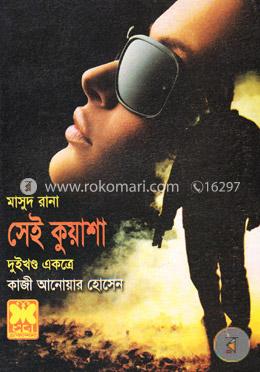 www.rokomari.com 16297
মাসুদ রানা
সেই কুয়াশা
দুইখণ্ড একত্রে
কাজী আনোয়ার হোসেন
সেবা